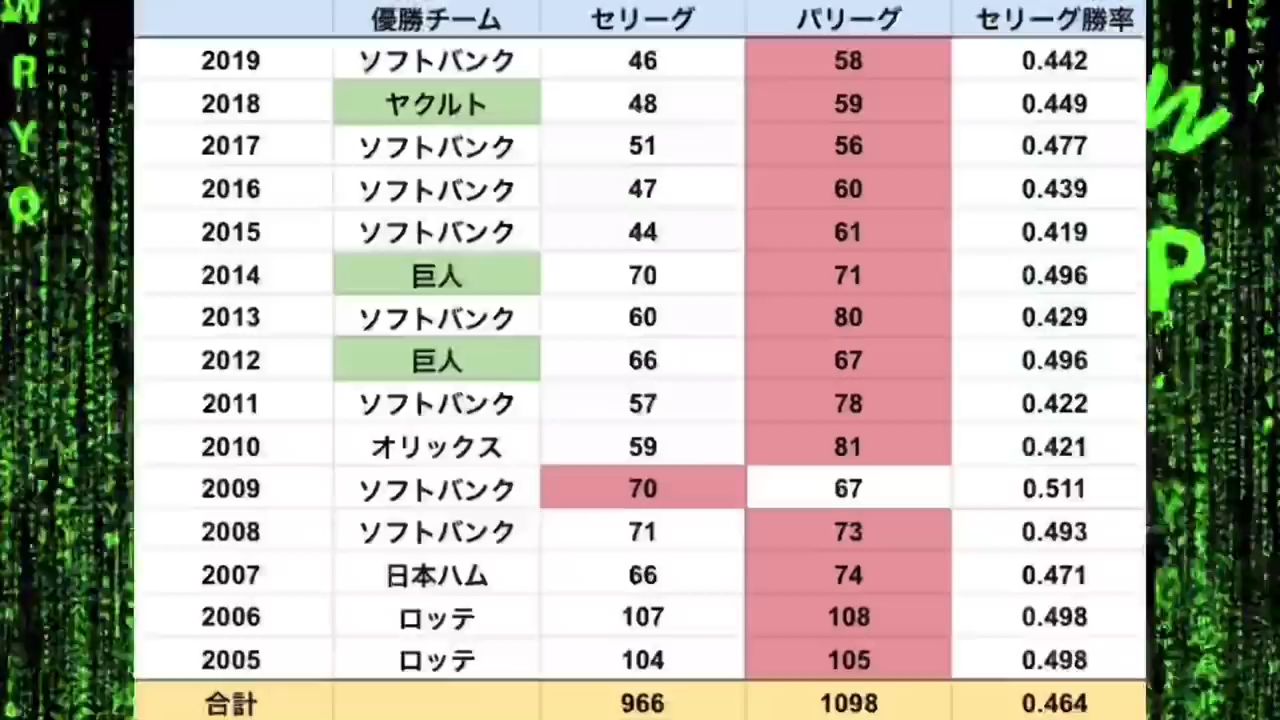 優勝チーム セリーグ パリーグ セリーグ勝率
2019 ソフトバンク 46 58 0.442
2018 ヤクルト 48 59 0.449
2017 ソフトバンク 51 56 0.477
2016 ソフトバンク 47 60 0.439
2015 ソフトバンク 44 61 0.419
2014 巨人 70 71 0.496
2013 ソフトバンク 60 80 0.429
2012 巨人 66 67 0.496
2011 ソフトバンク 57 78 0.422
2010 オリックス 59 81 0.421
2009 ソフトバンク 70 67 0.511
2008 ソフトバンク 71 73 0.493
2007 日本ハム 66 74 0.471
2006 ロッテ 107 108 0.498
2005 ロッテ 104 105 0.498
合計 966 1098 0.464
W
R
Y
W
P